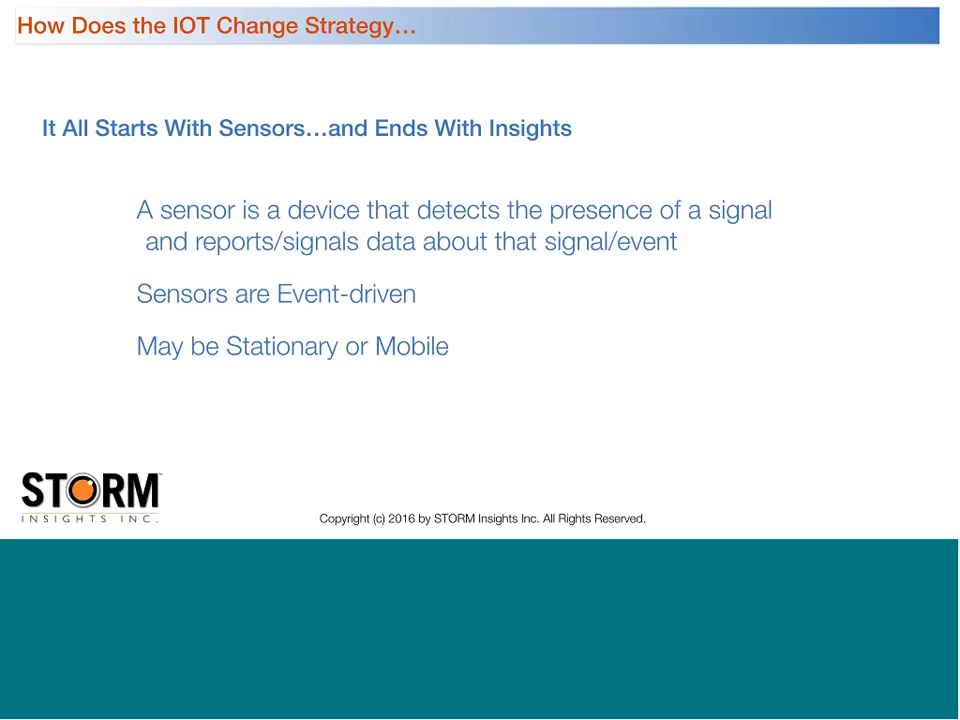 How Does the IOT Change Strategy…
It All Starts With Sensors…and Ends With Insights
A sensor is a device that detects the presence of a signal
and reports/signals data about that signal/event
Sensors are Event-driven
May be Stationary or Mobile
STORM
INSIGHTS INC.
Copyright (c) 2016 by STORM Insights Inc. All Rights Reserved.